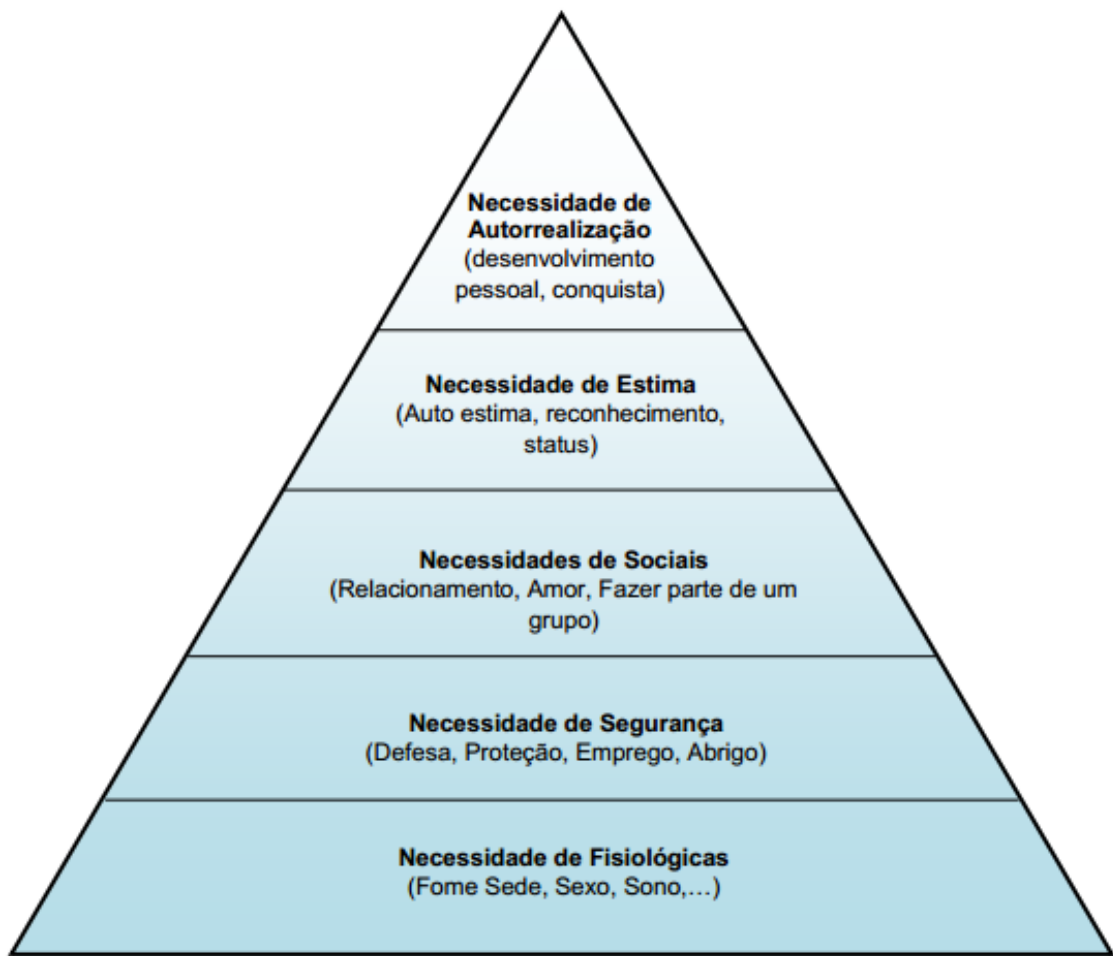 Necessidade de
Autorrealização
(desenvolvimento
pessoal, conquista)
Necessidade de Estima
(Auto estima, reconhecimento,
status)
Necessidades de Sociais
(Relacionamento, Amor, Fazer parte de um
grupo)
Necessidade de Segurança
(Defesa, Proteção, Emprego, Abrigo)
Necessidade de Fisiológicas
(Fome Sede, Sexo, Sono,…)